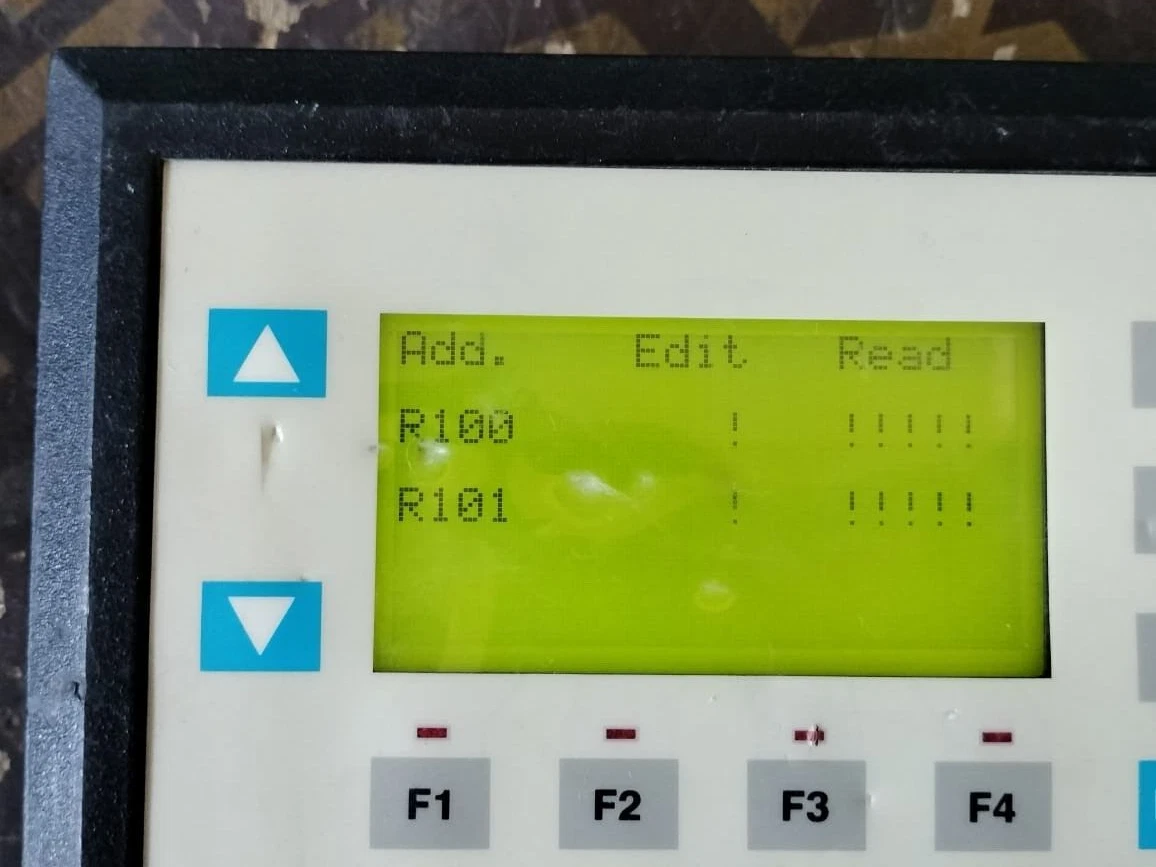 Add. Edit Read
R100 ! !!!!!
R101 ! !!!!!
F1 F2 F3 F4